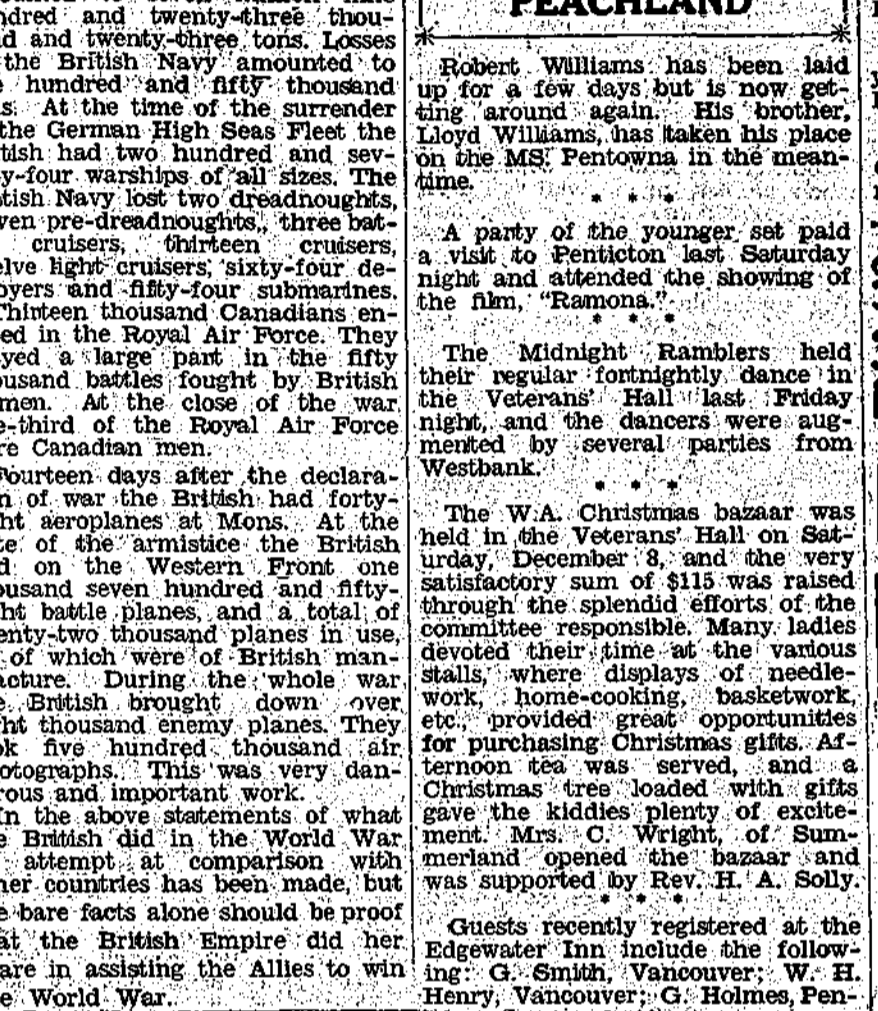 ndred and twenty-three thou-
d and twenty-three tons. Losses
the British Navy amounted to
hundred and fifty thousand
s. At the time of the surrender
the German High Seas Fleet the
tish had two hundred and sev-
y-four warships of all sizes. The
tish Navy lost two dreadnoughts,
ven pre-dreadnoughts, three bat-
cruisers, thirteen cruisers,
elve light cruisers, sixty-four de-
oyers and fifty-four submarines.
Thirteen thousand Canadians en-
ed in the Royal Air Force. They
yed a large part in the fifty
ousand battles fought by British
men. At the close of the war
e-third of the Royal Air Force
re Canadian men.
Fourteen days after the declara-
n of war the British had forty-
ht aeroplanes at Mons. At the
te of the armistice the British
d on the Western Front one
ousand seven hundred and fifty-
ht battle planes, and a total of
enty-two thousand planes in use,
of which were of British man-
acture. During the whole war
e British brought down over
ht thousand enemy planes. They
ok five hundred thousand air
otographs. This was very dan-
rous and important work.
In the above statements of what
e British did in the World War
attempt at comparison with
her countries has been made, but
e bare facts alone should be proof
at the British Empire did her
are in assisting the Allies to win
e World War.
PEACHLAND
Robert Williams has been laid
up for a few days but is now get-
ting around again. His brother,
Lloyd Williams, has taken his place
on the MS. Pentowna in the mean-
time.
* * *
A party of the younger set paid
a visit to Penticton last Saturday
night and attended the showing of
the film, "Ramona."
* * *
The Midnight Ramblers held
their regular fortnightly dance in
the Veterans' Hall last Friday
night, and the dancers were aug-
mented by several parties from
Westbank.
* * *
The W.A. Christmas bazaar was
held in the Veterans' Hall on Sat-
urday, December 8, and the very
satisfactory sum of $115 was raised
through the splendid efforts of the
committee responsible. Many ladies
devoted their time at the various
stalls, where displays of needle-
work, home-cooking, basketwork,
etc., provided great opportunities
for purchasing Christmas gifts. Af-
ternoon tea was served, and a
Christmas tree loaded with gifts
gave the kiddies plenty of excite-
ment. Mrs. C. Wright, of Sum-
merland opened the bazaar and
was supported by Rev. H. A. Solly.
* * *
Guests recently registered at the
Edgewater Inn include the follow-
ing: G. Smith, Vancouver; W. H.
Henry, Vancouver; G. Holmes, Pen-